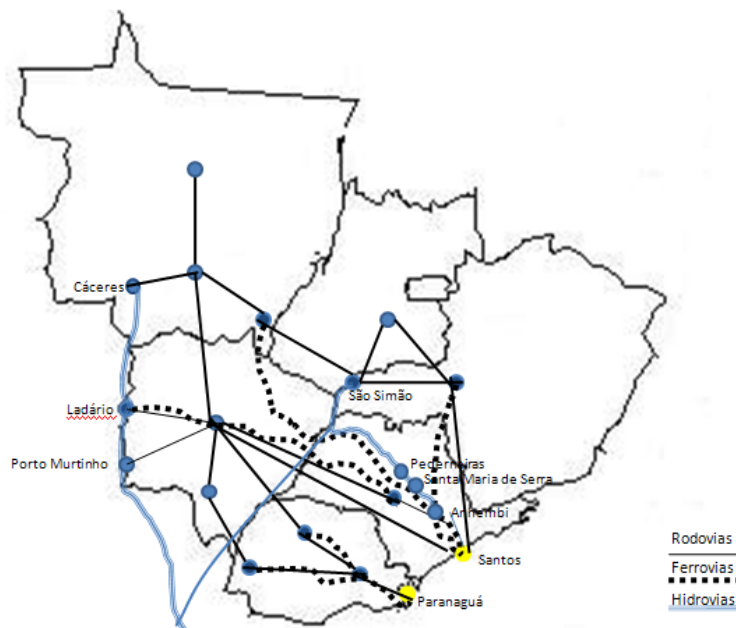 Cáceres
São Simão
Ladário
Porto Murtinho
Pederneiras
Santa Maria de Serra
Anhembi
Santos
Paranaguá
Rodovias
Ferrovias
Hidrovias